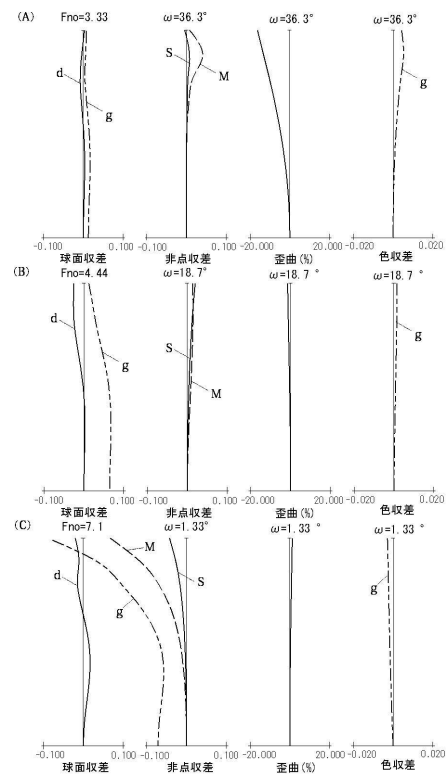 (A) Fno=3.33 ω=36.3° ω=36.3° ω=36.3°
d g S M g
-0.100 0.100 -0.100 0.100 -20.000 20.000 -0.020 0.020
球面収差 非点収差 歪曲(%) 色収差
(B) Fno=4.44 ω=18.7° ω=18.7 ° ω=18.7 °
d g S M g
-0.100 0.100 -0.100 0.100 -20.000 20.000 -0.020 0.020
球面収差 非点収差 歪曲(%) 色収差
(C) Fno=7.1 ω=1.33° ω=1.33 ° ω=1.33 °
d g M S g
-0.100 0.100 -0.100 0.100 -20.000 20.000 -0.020 0.020
球面収差 非点収差 歪曲(%) 色収差